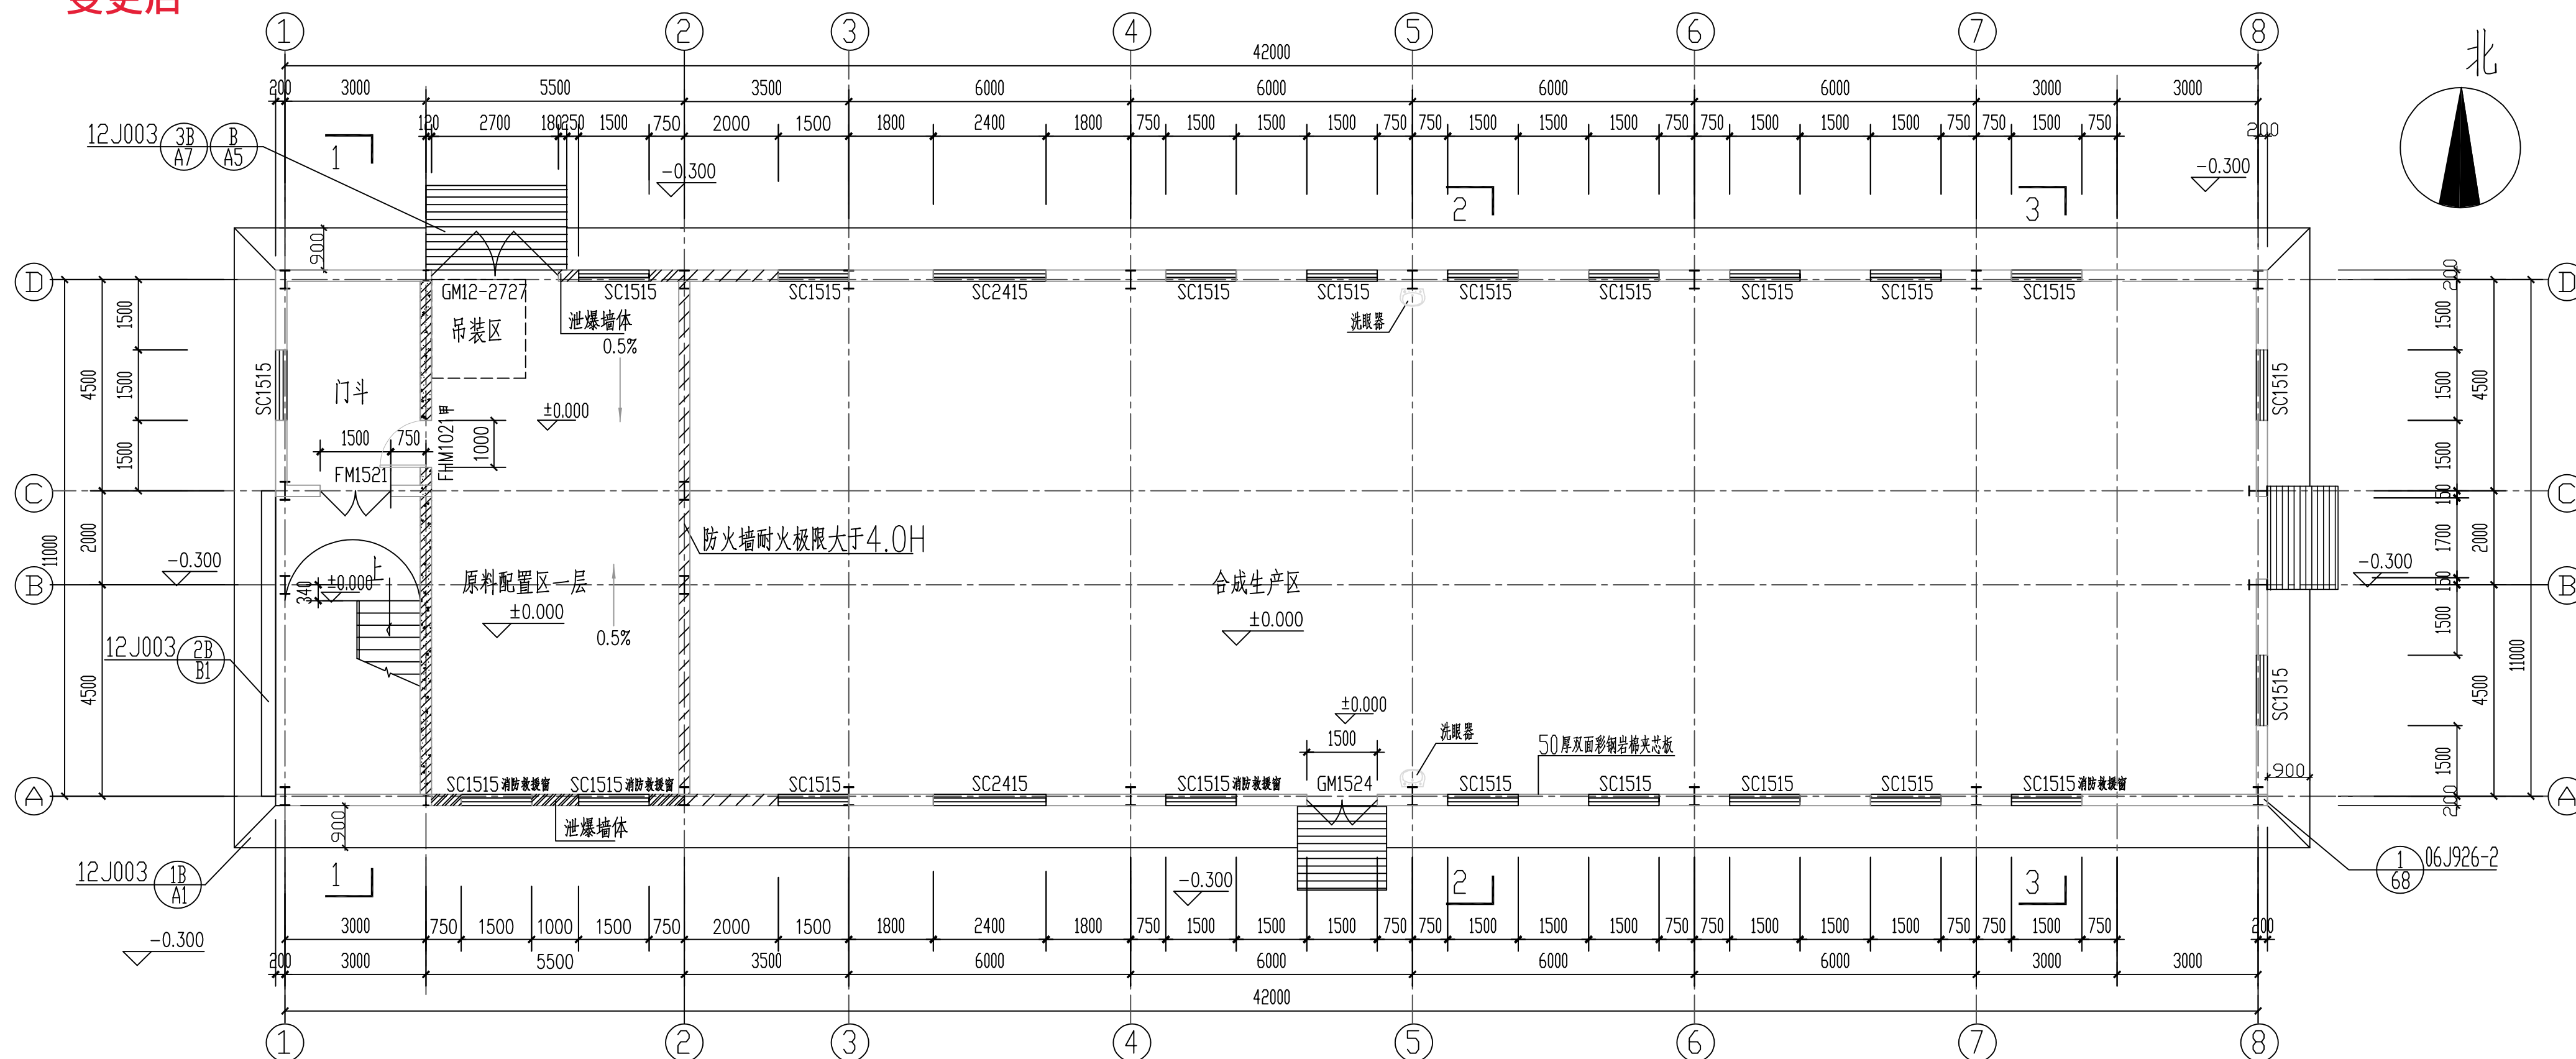 变更后
1 2 3 4 5 6 7 8
北
42000
200 3000 5500 3500 6000 6000 6000 6000 3000 3000
120 2700 180 250 1500 750 2000 1500 1800 2400 1800 750 1500 1500 1500 750 750 1500 1500 1500 750 750 1500 1500 1500 750 750 1500 750 200
12J003 3B A7 B A5
1 -0.300 2 3 -0.300
900
D D
GM12-2727 SC1515 SC1515 SC2415 SC1515 SC1515 SC1515 SC1515 SC1515 SC1515 SC1515
200
吊装区 泄爆墙体 洗眼器
0.5%
1500 1500
SC1515 门斗 ±0.000 SC1515
4500 1500 1500 4500
1500 750 FHM1021甲 1000
1500 1500
FM1521
C C
150
11000 2000 防火墙耐火极限大于4.0H 1700 2000
-0.300 上 ±0.000 340 原料配置区一层 合成生产区 -0.300
150
B B
±0.000 ±0.000
0.5%
1500
12J003 2B B1
4500 SC1515 1500 4500 11000
±0.000
1500 洗眼器
50厚双面彩钢岩棉夹芯板
1500 900
SC1515消防救援窗 SC1515消防救援窗 SC1515 SC2415 SC1515消防救援窗 GM1524 SC1515 SC1515 SC1515 SC1515 SC1515消防救援窗
A A
200
900 泄爆墙体
12J003 1B A1
1 -0.300 2 3
1 68 06J926-2
3000 750 1500 1000 1500 750 2000 1500 1800 2400 1800 750 1500 1500 1500 750 750 1500 1500 1500 750 750 1500 1500 1500 750 750 1500 750 200
-0.300
200 3000 5500 3500 6000 6000 6000 6000 3000 3000
42000
1 2 3 4 5 6 7 8